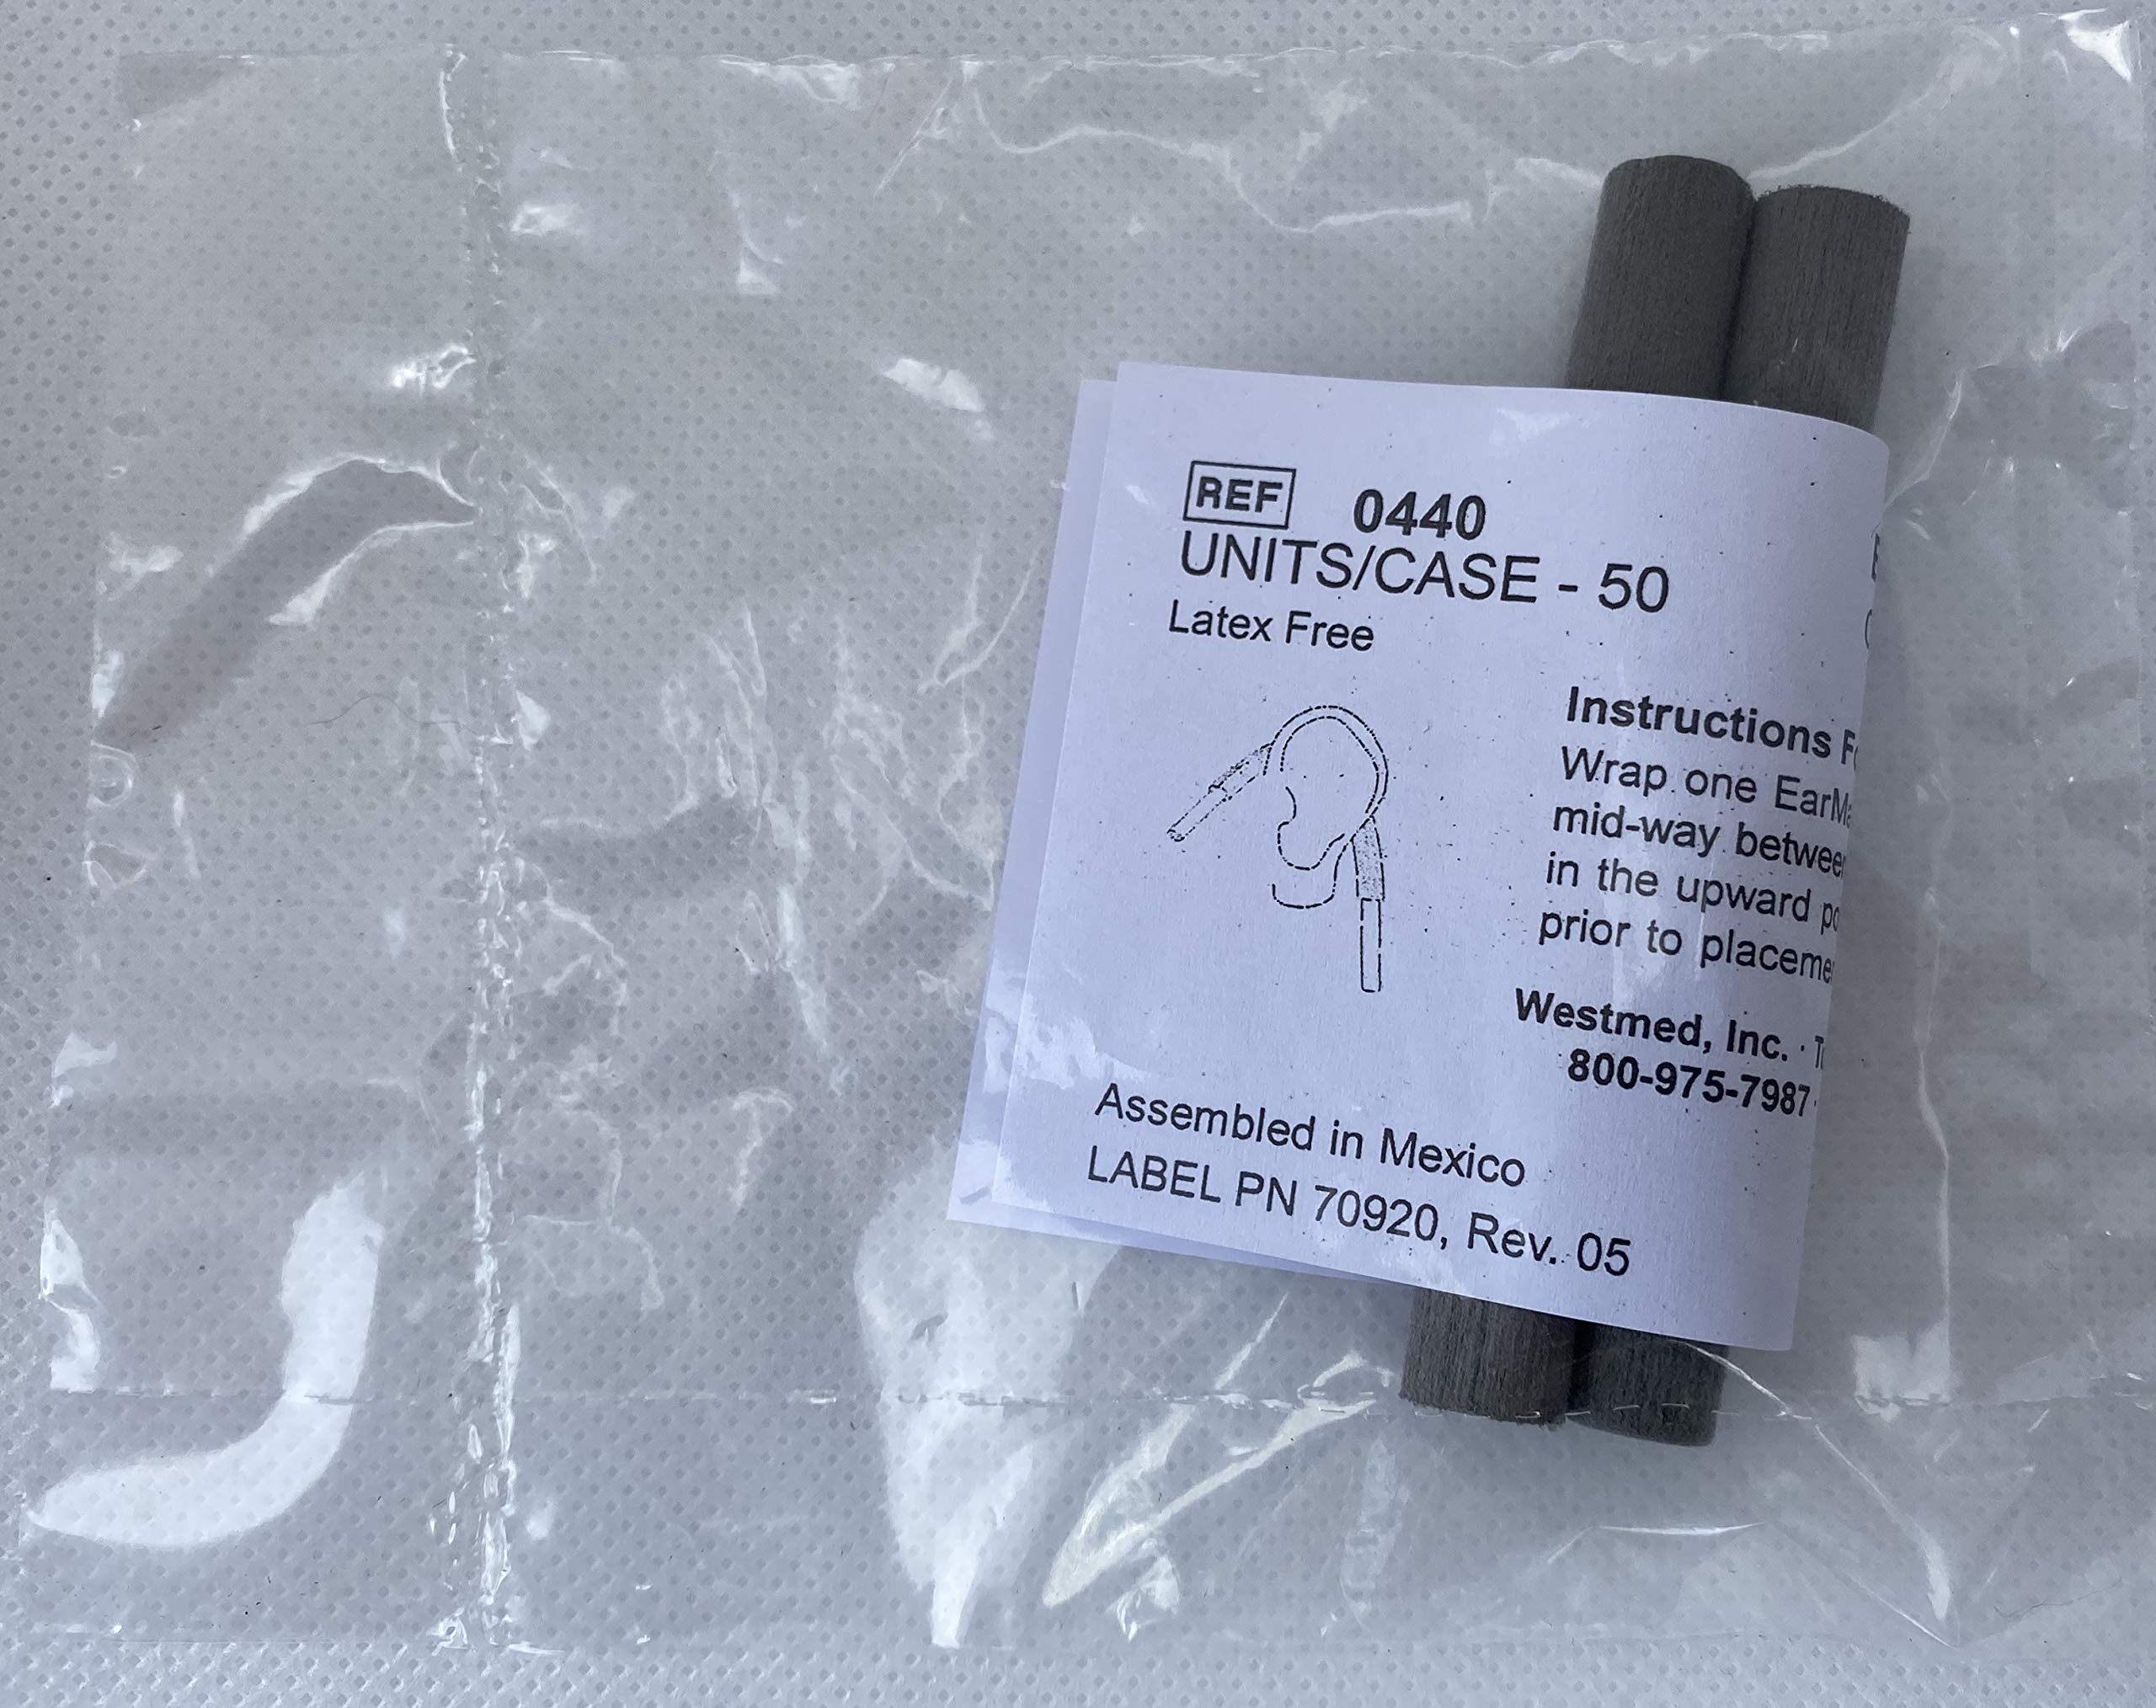 REF 0440
UNITS/CASE - 50
Latex Free
Instructions
Wrap one
mid-way
in the upward
prior to
Westmed, Inc. ·
800-975-7987
Assembled in Mexico
LABEL PN 70920, Rev. 05